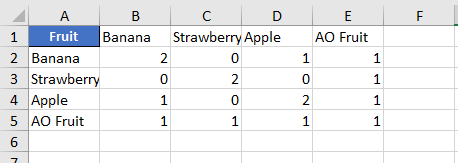 A B C D E F
1 Fruit Banana Strawberry Apple AO Fruit
2 Banana 2 0 1 1
3 Strawberry 0 2 0 1
4 Apple 1 0 2 1
5 AO Fruit 1 1 1 1
6